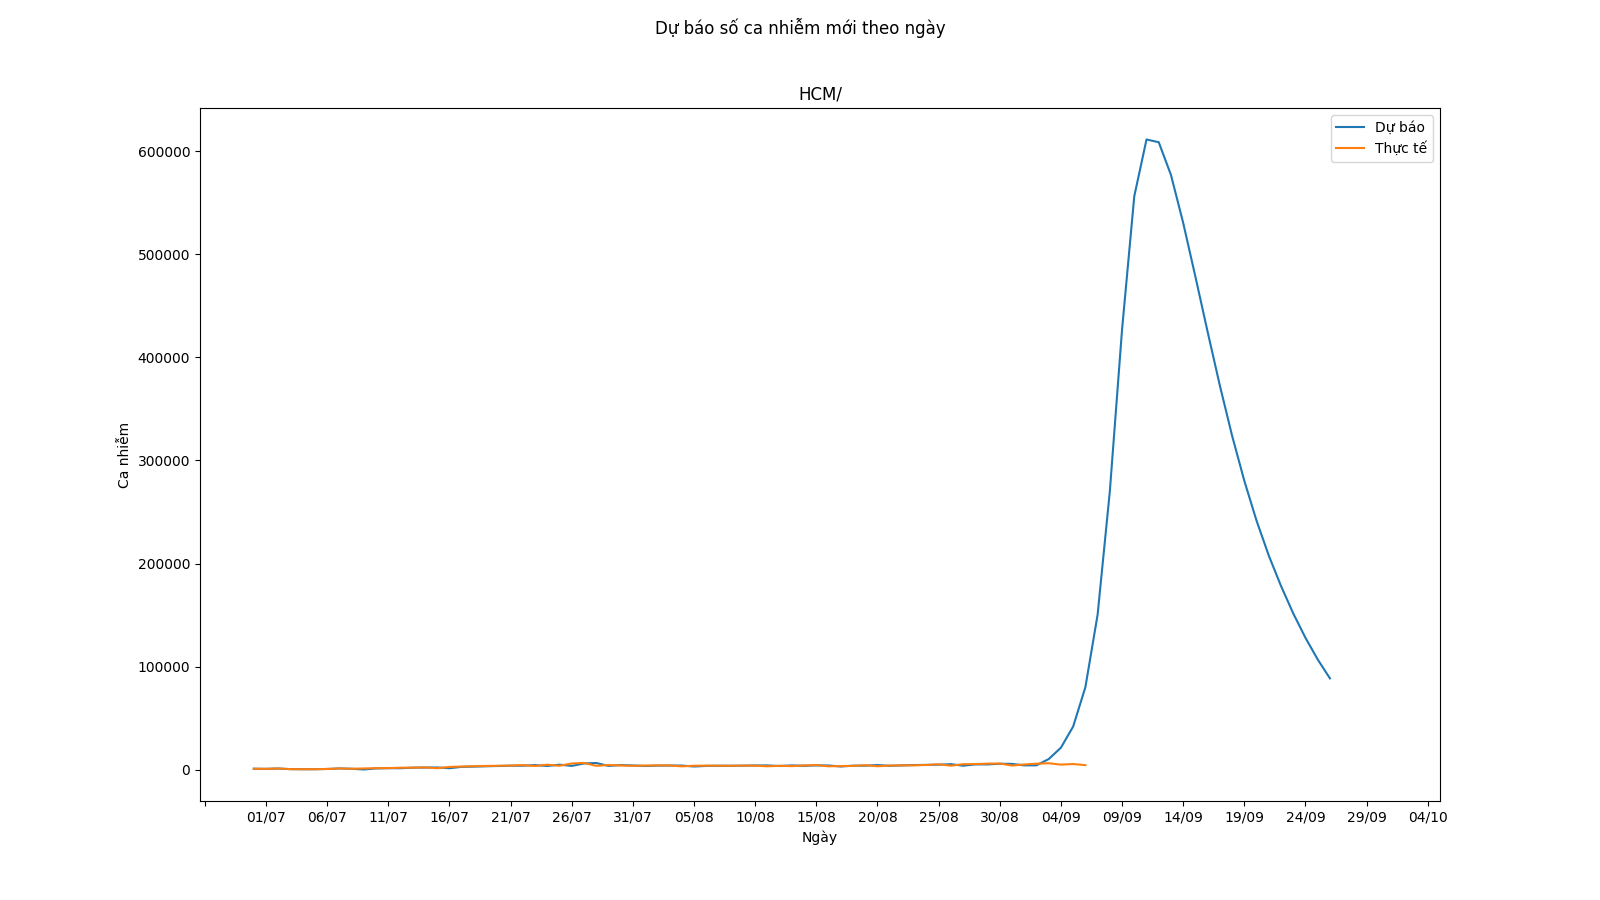 Dự báo số ca nhiễm mới theo ngày
HCM/
Dự báo
Thực tế
600000
500000
400000
300000
200000
100000
0
Ca nhiễm
01/07 06/07 11/07 16/07 21/07 26/07 31/07 05/08 10/08 15/08 20/08 25/08 30/08 04/09 09/09 14/09 19/09 24/09 29/09 04/10
Ngày